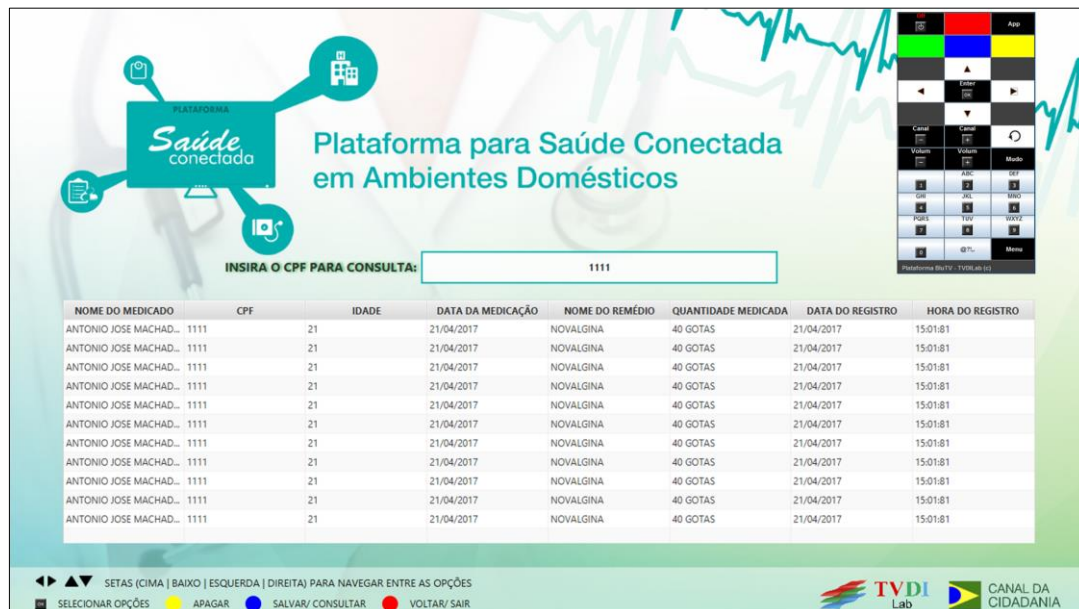 PLATAFORMA
Saúde
conectada
H
Plataforma para Saúde Conectada
em Ambientes Domésticos
INSIRA O CPF PARA CONSULTA: 1111
Off App
Enter
OK
Canal Canal
- +
Volum Volum Mudo
- +
ABC DEF
1 2 3
GHI JKL MNO
4 5 6
PQRS TUV WXYZ
7 8 9
0 @?!.. Menu
Plataforma BluTV - TVDILab (c)
NOME DO MEDICADO CPF IDADE DATA DA MEDICAÇÃO NOME DO REMÉDIO QUANTIDADE MEDICADA DATA DO REGISTRO HORA DO REGISTRO
ANTONIO JOSE MACHAD... 1111 21 21/04/2017 NOVALGINA 40 GOTAS 21/04/2017 15:01:81
ANTONIO JOSE MACHAD... 1111 21 21/04/2017 NOVALGINA 40 GOTAS 21/04/2017 15:01:81
ANTONIO JOSE MACHAD... 1111 21 21/04/2017 NOVALGINA 40 GOTAS 21/04/2017 15:01:81
ANTONIO JOSE MACHAD... 1111 21 21/04/2017 NOVALGINA 40 GOTAS 21/04/2017 15:01:81
ANTONIO JOSE MACHAD... 1111 21 21/04/2017 NOVALGINA 40 GOTAS 21/04/2017 15:01:81
ANTONIO JOSE MACHAD... 1111 21 21/04/2017 NOVALGINA 40 GOTAS 21/04/2017 15:01:81
ANTONIO JOSE MACHAD... 1111 21 21/04/2017 NOVALGINA 40 GOTAS 21/04/2017 15:01:81
ANTONIO JOSE MACHAD... 1111 21 21/04/2017 NOVALGINA 40 GOTAS 21/04/2017 15:01:81
ANTONIO JOSE MACHAD... 1111 21 21/04/2017 NOVALGINA 40 GOTAS 21/04/2017 15:01:81
ANTONIO JOSE MACHAD... 1111 21 21/04/2017 NOVALGINA 40 GOTAS 21/04/2017 15:01:81
ANTONIO JOSE MACHAD... 1111 21 21/04/2017 NOVALGINA 40 GOTAS 21/04/2017 15:01:81
SETAS (CIMA | BAIXO | ESQUERDA | DIREITA) PARA NAVEGAR ENTRE AS OPÇÕES
OK SELECIONAR OPÇÕES APAGAR SALVAR/ CONSULTAR VOLTAR/ SAIR
TVDI
Lab
CANAL DA
CIDADANIA